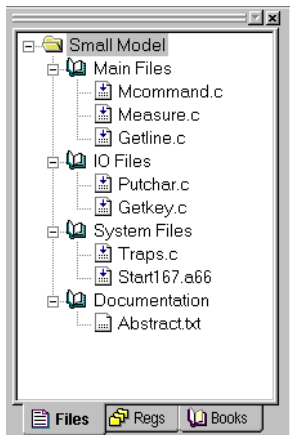 Small Model
Main Files
Mcommand.c
Measure.c
Getline.c
IO Files
Putchar.c
Getkey.c
System Files
Traps.c
Start167.a66
Documentation
Abstract.txt
Files Regs Books